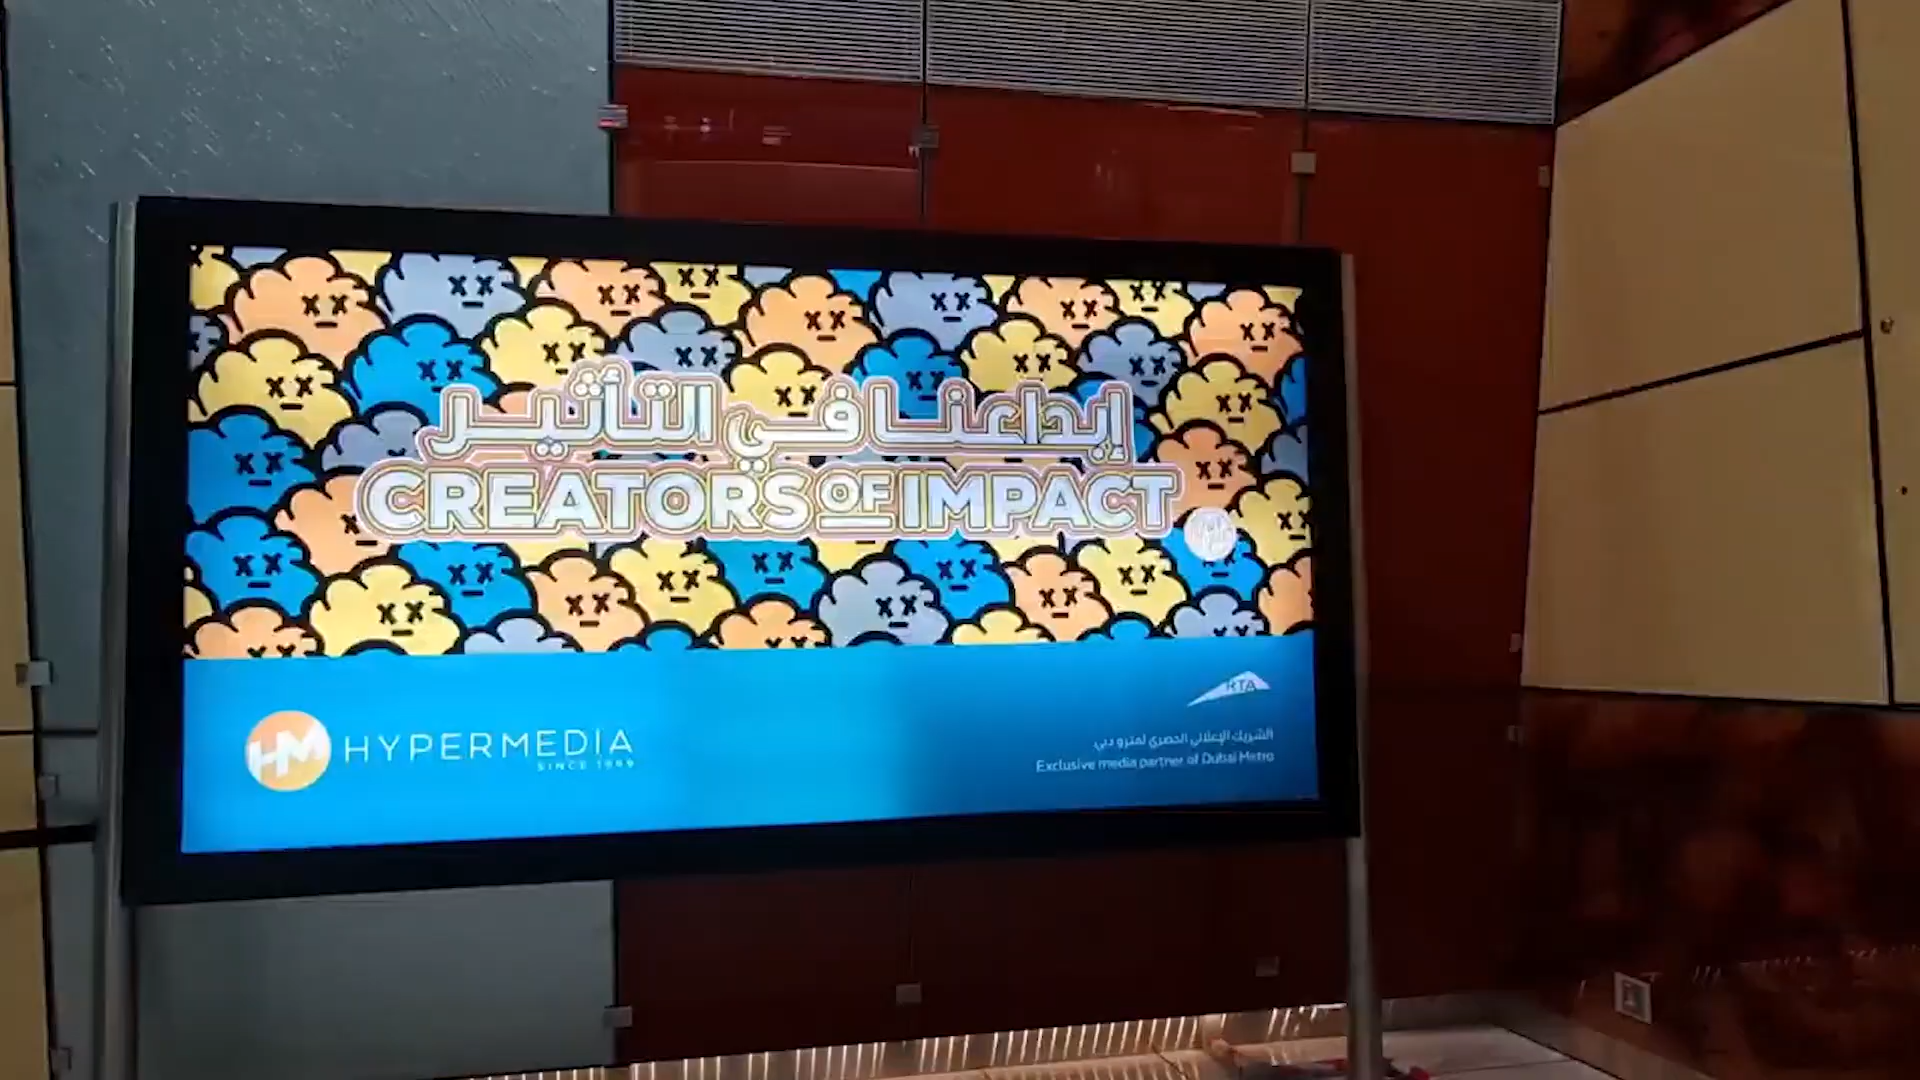 إبداعنا في التأثير
CREATORS OF IMPACT
HM HYPERMEDIA
SINCE 1999
RTA
الشريك الإعلاني الحصري لمترو دبي
Exclusive media partner of Dubai Metro